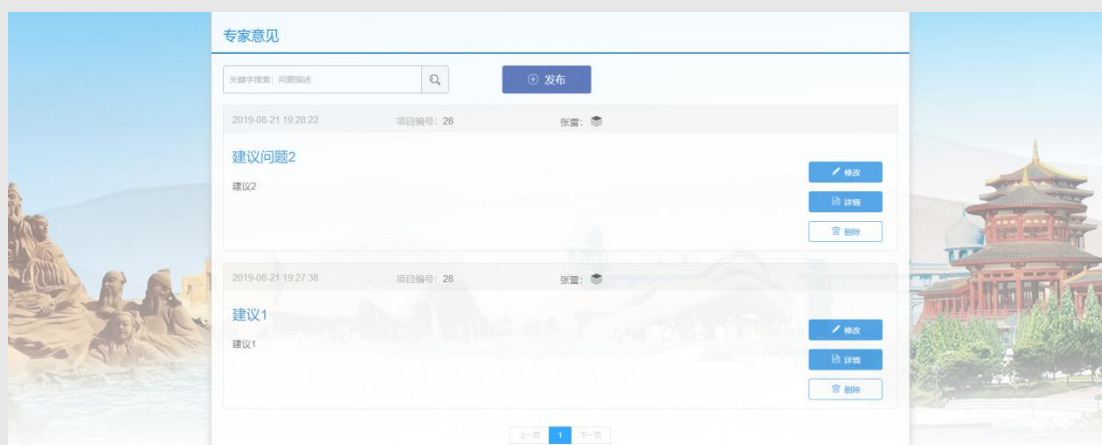 专家意见
关键字搜索：问题描述
发布
2019-08-21 19:28:22 项目编号：28 张雷：
建议问题2
建议2
修改
详情
删除
2019-08-21 19:27:38 项目编号：28 张雷：
建议1
建议1
修改
详情
删除
上一页 1 下一页